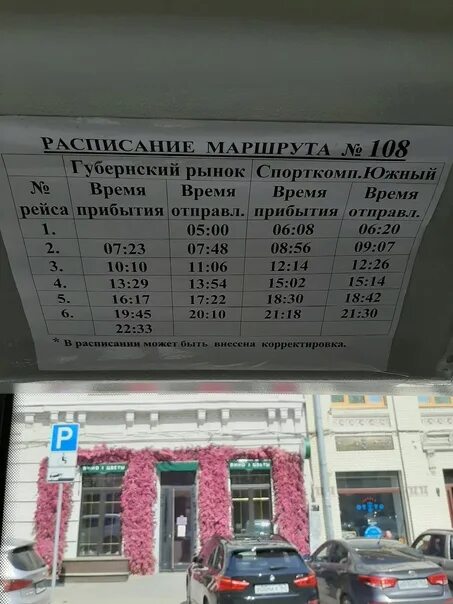 РАСПИСАНИЕ МАРШРУТА № 108
Губернский рынок Спорткомп.Южный
№ рейса Время прибытия Время отправл. Время прибытия Время отправл.
1. 05:00 06:08 06:20
2. 07:23 07:48 08:56 09:07
3. 10:10 11:06 12:14 12:26
4. 13:29 13:54 15:02 15:14
5. 16:17 17:22 18:30 18:42
6. 19:45 20:10 21:18 21:30
22:33
* В расписании может быть внесена корректировка.
P
ВИНО & ЦВЕТЫ
ВИНО & ЦВЕТЫ